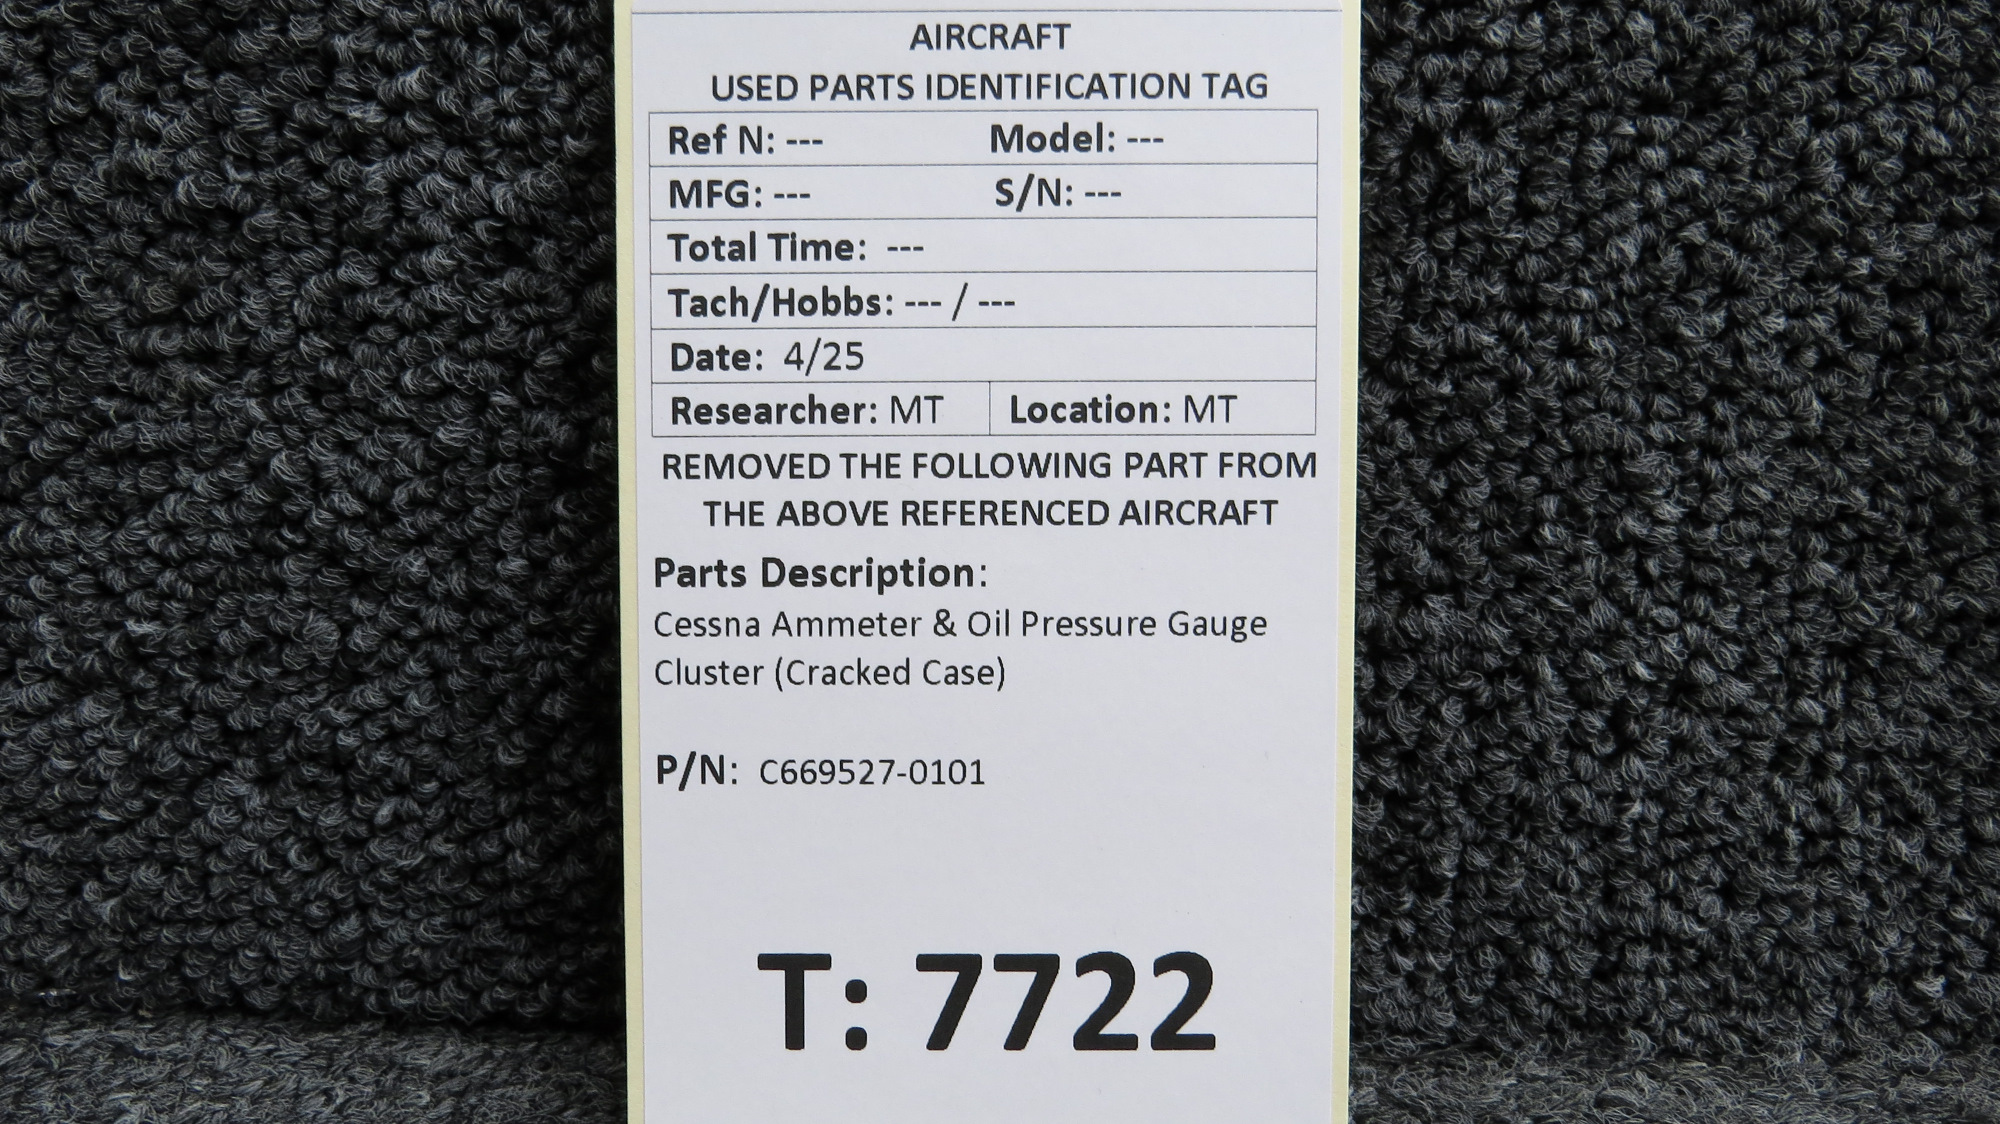 AIRCRAFT
USED PARTS IDENTIFICATION TAG
Ref N: --- Model: ---
MFG: --- S/N: ---
Total Time: ---
Tach/Hobbs: --- / ---
Date: 4/25
Researcher: MT Location: MT
REMOVED THE FOLLOWING PART FROM
THE ABOVE REFERENCED AIRCRAFT
Parts Description:
Cessna Ammeter & Oil Pressure Gauge
Cluster (Cracked Case)
P/N: C669527-0101
T: 7722